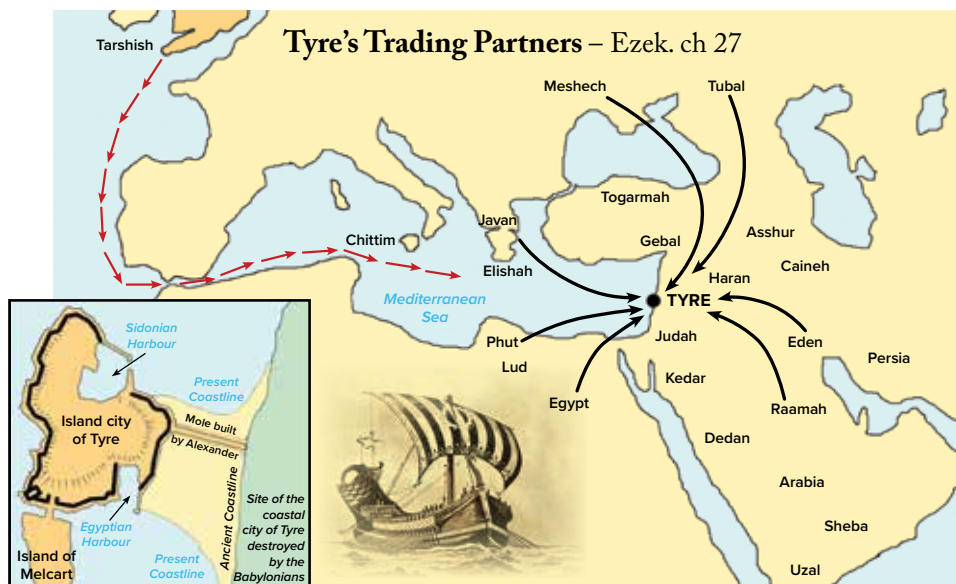 Tyre's Trading Partners – Ezek. ch 27
Tarshish
Meshech
Tubal
Togarmah
Javan
Chittim
Gebal
Asshur
Elishah
Haran
Caineh
Mediterranean
Sea
TYRE
Phut
Lud
Judah
Eden
Persia
Kedar
Egypt
Raamah
Dedan
Arabia
Sheba
Uzal
Sidonian
Harbour
Present
Coastline
Island city
of Tyre
Mole built
by Alexander
Ancient Coastline
Site of the
coastal
city of Tyre
destroyed
by the
Babylonians
Egyptian
Harbour
Present
Coastline
Island of
Melcart